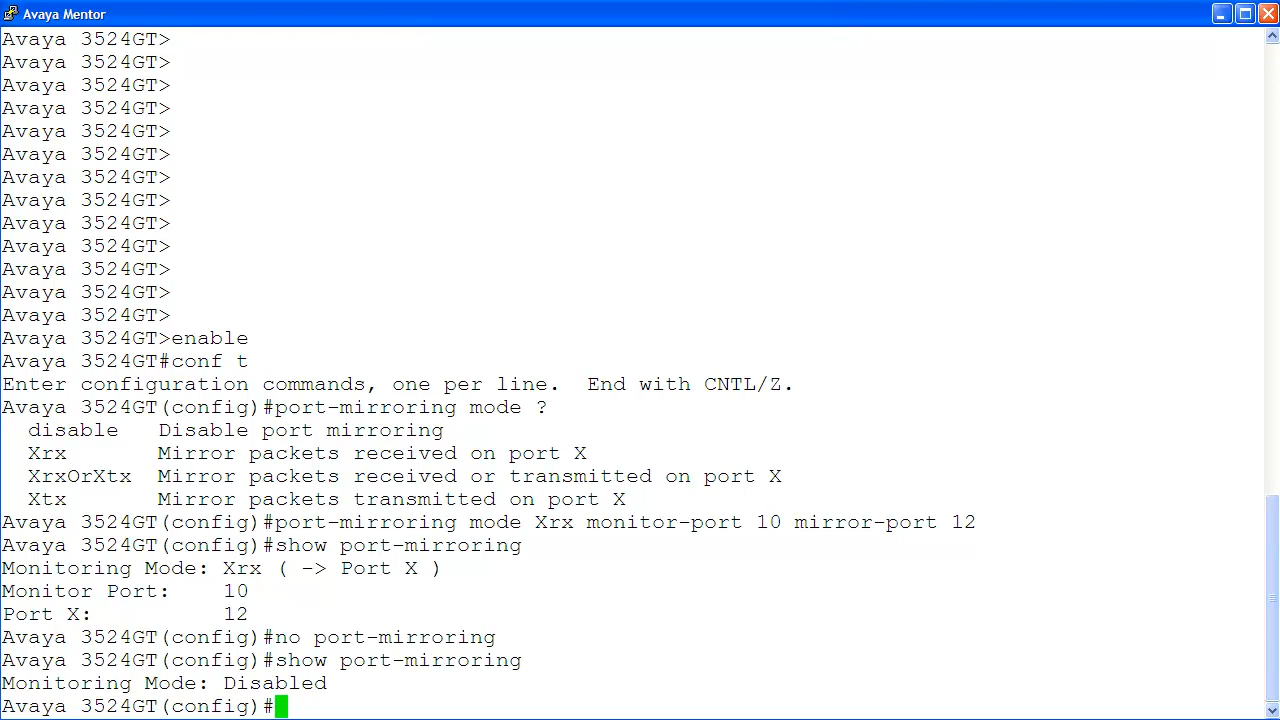 Avaya Mentor
Avaya 3524GT>
Avaya 3524GT>
Avaya 3524GT>
Avaya 3524GT>
Avaya 3524GT>
Avaya 3524GT>
Avaya 3524GT>
Avaya 3524GT>
Avaya 3524GT>
Avaya 3524GT>
Avaya 3524GT>
Avaya 3524GT>
Avaya 3524GT>
Avaya 3524GT>enable
Avaya 3524GT#conf t
Enter configuration commands, one per line.  End with CNTL/Z.
Avaya 3524GT(config)#port-mirroring mode ?
  disable   Disable port mirroring
  Xrx       Mirror packets received on port X
  XrxOrXtx  Mirror packets received or transmitted on port X
  Xtx       Mirror packets transmitted on port X
Avaya 3524GT(config)#port-mirroring mode Xrx monitor-port 10 mirror-port 12
Avaya 3524GT(config)#show port-mirroring
Monitoring Mode: Xrx ( -> Port X )
Monitor Port:    10
Port X:          12
Avaya 3524GT(config)#no port-mirroring
Avaya 3524GT(config)#show port-mirroring
Monitoring Mode: Disabled
Avaya 3524GT(config)#